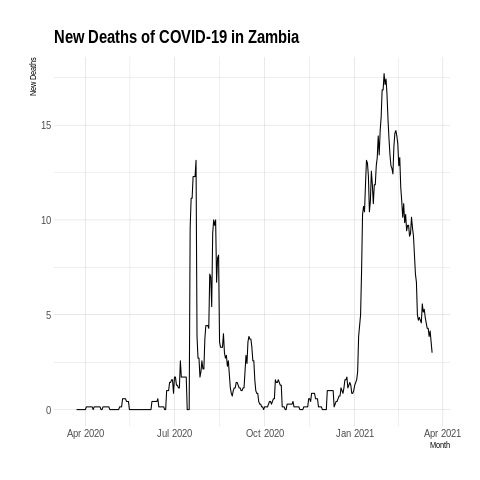 New Deaths of COVID-19 in Zambia
New Deaths
15
10
5
0
Apr 2020
Jul 2020
Oct 2020
Jan 2021
Apr 2021
Month